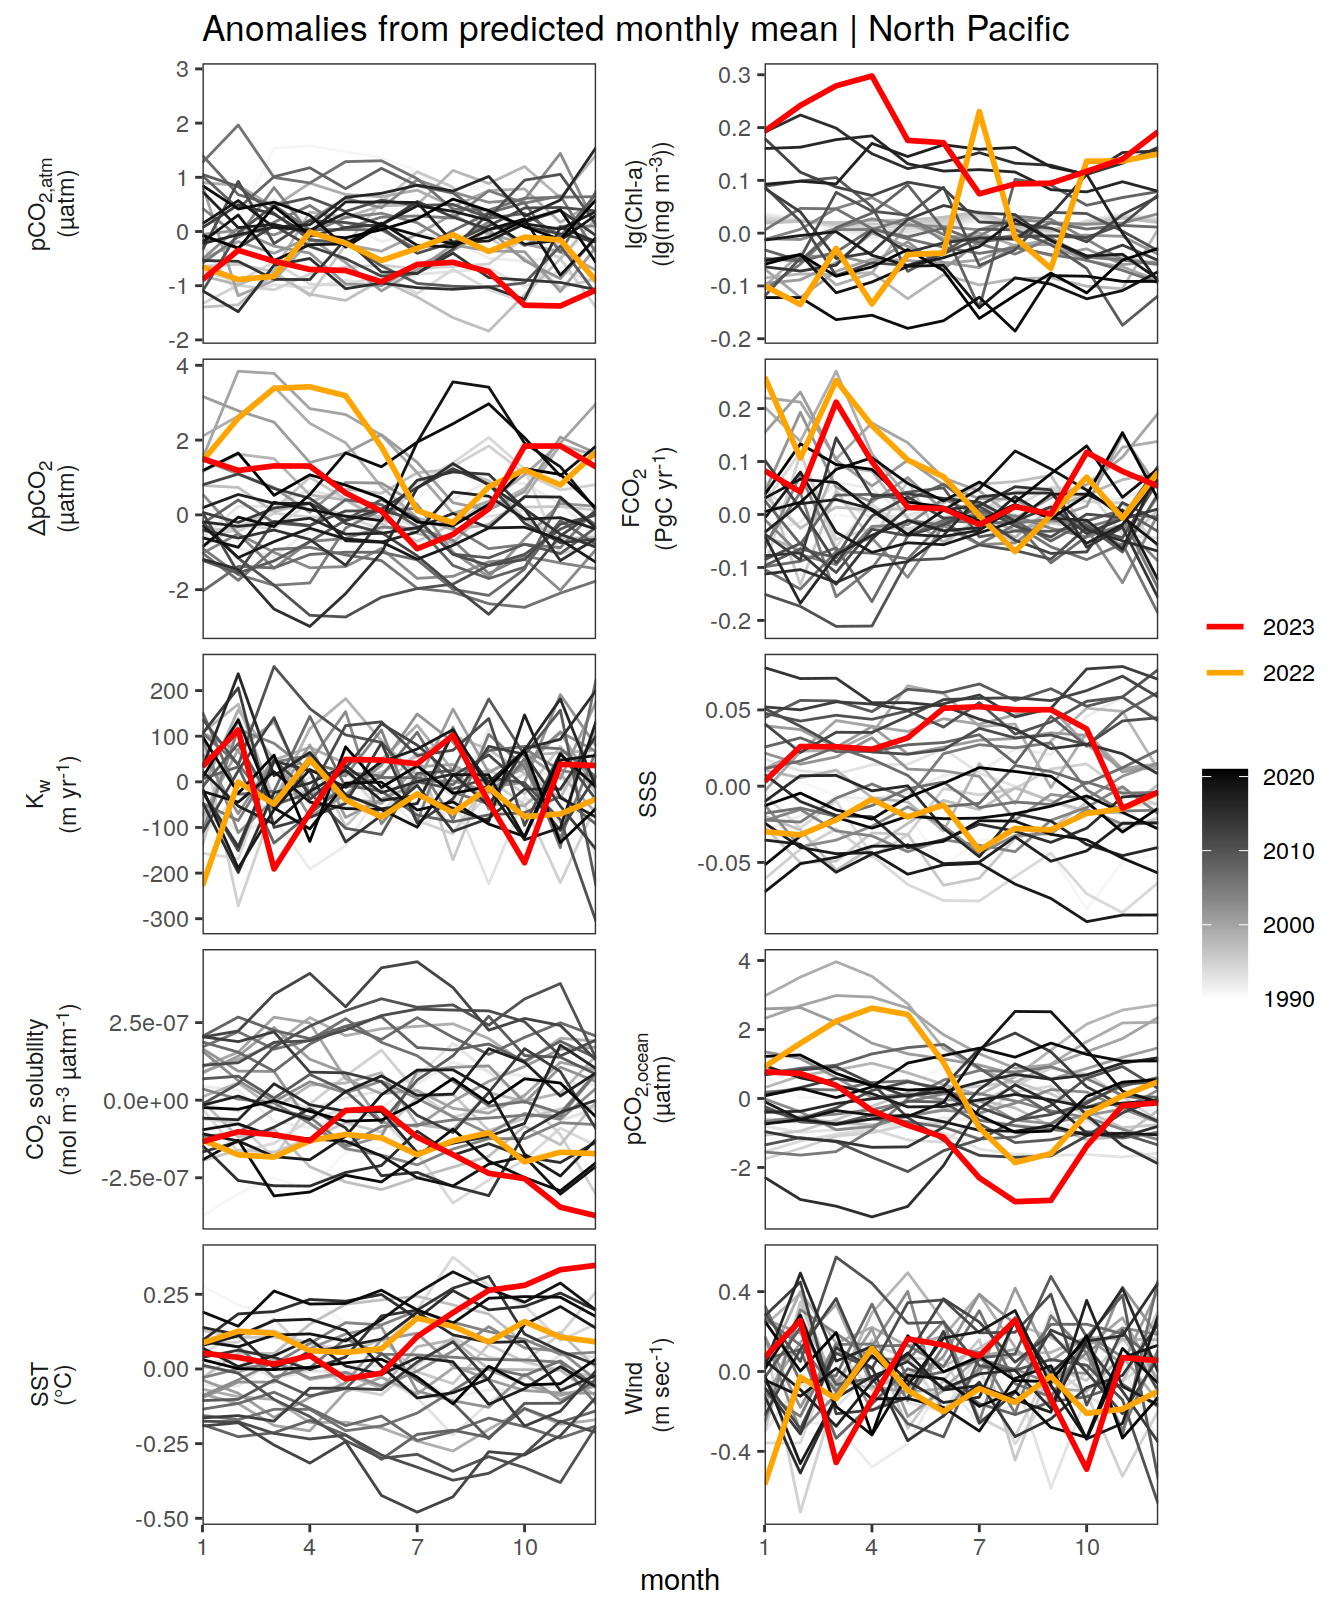 Anomalies from predicted monthly mean | North Pacific
pCO2,atm
(µatm)
3
2
1
0
-1
-2
lg(Chl-a)
(lg(mg m-3))
0.3
0.2
0.1
0.0
-0.1
-0.2
ΔpCO2
(µatm)
4
2
0
-2
FCO2
(PgC yr-1)
0.2
0.1
0.0
-0.1
-0.2
Kw
(m yr-1)
200
100
0
-100
-200
-300
SSS
0.05
0.00
-0.05
CO2 solubility
(mol m-3 µatm-1)
2.5e-07
0.0e+00
-2.5e-07
pCO2,ocean
(µatm)
4
2
0
-2
SST
(°C)
0.25
0.00
-0.25
-0.50
Wind
(m sec-1)
0.4
0.0
-0.4
1 4 7 10
1 4 7 10
month
2023
2022
2020
2010
2000
1990